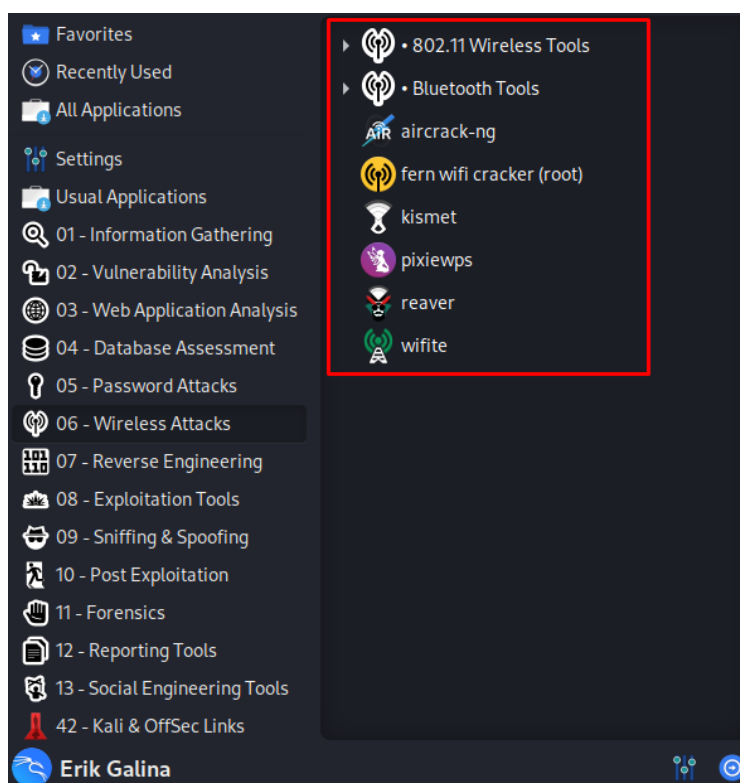 Favorites
Recently Used
All Applications
Settings
Usual Applications
01 - Information Gathering
02 - Vulnerability Analysis
03 - Web Application Analysis
04 - Database Assessment
05 - Password Attacks
06 - Wireless Attacks
07 - Reverse Engineering
08 - Exploitation Tools
09 - Sniffing & Spoofing
10 - Post Exploitation
11 - Forensics
12 - Reporting Tools
13 - Social Engineering Tools
42 - Kali & OffSec Links
Erik Galina
• 802.11 Wireless Tools
• Bluetooth Tools
AIR aircrack-ng
fern wifi cracker (root)
kismet
pixiewps
reaver
wifite